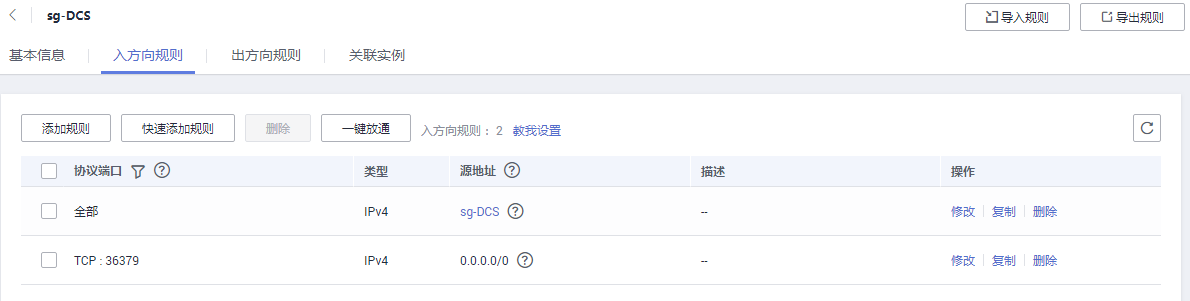 sg-DCS
导入规则 导出规则
基本信息 入方向规则 出方向规则 关联实例
添加规则 快速添加规则 删除 一键放通 入方向规则：2 教我设置
协议端口 类型 源地址 描述 操作
全部 IPv4 sg-DCS -- 修改 复制 删除
TCP : 36379 IPv4 0.0.0.0/0 -- 修改 复制 删除